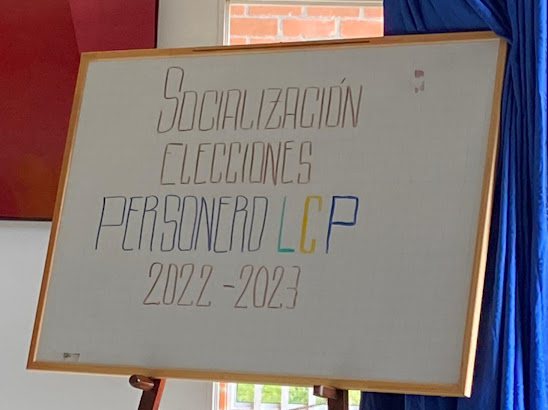 SOCIALIZACIÓN
ELECCIONES
PERSONERO LCP
2022-2023